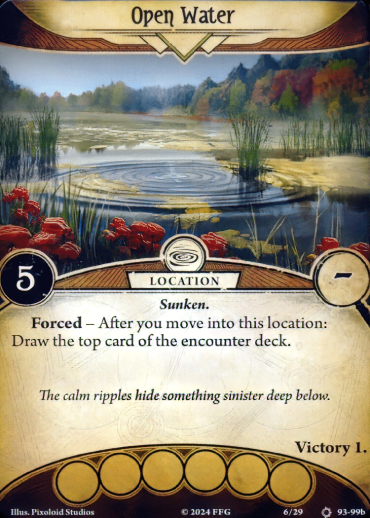 Open Water
5
LOCATION
-
Sunken.
Forced – After you move into this location:
Draw the top card of the encounter deck.
The calm ripples hide something sinister deep below.
Victory 1.
Illus. Pixoloid Studios © 2024 FFG 6/29 93-99b